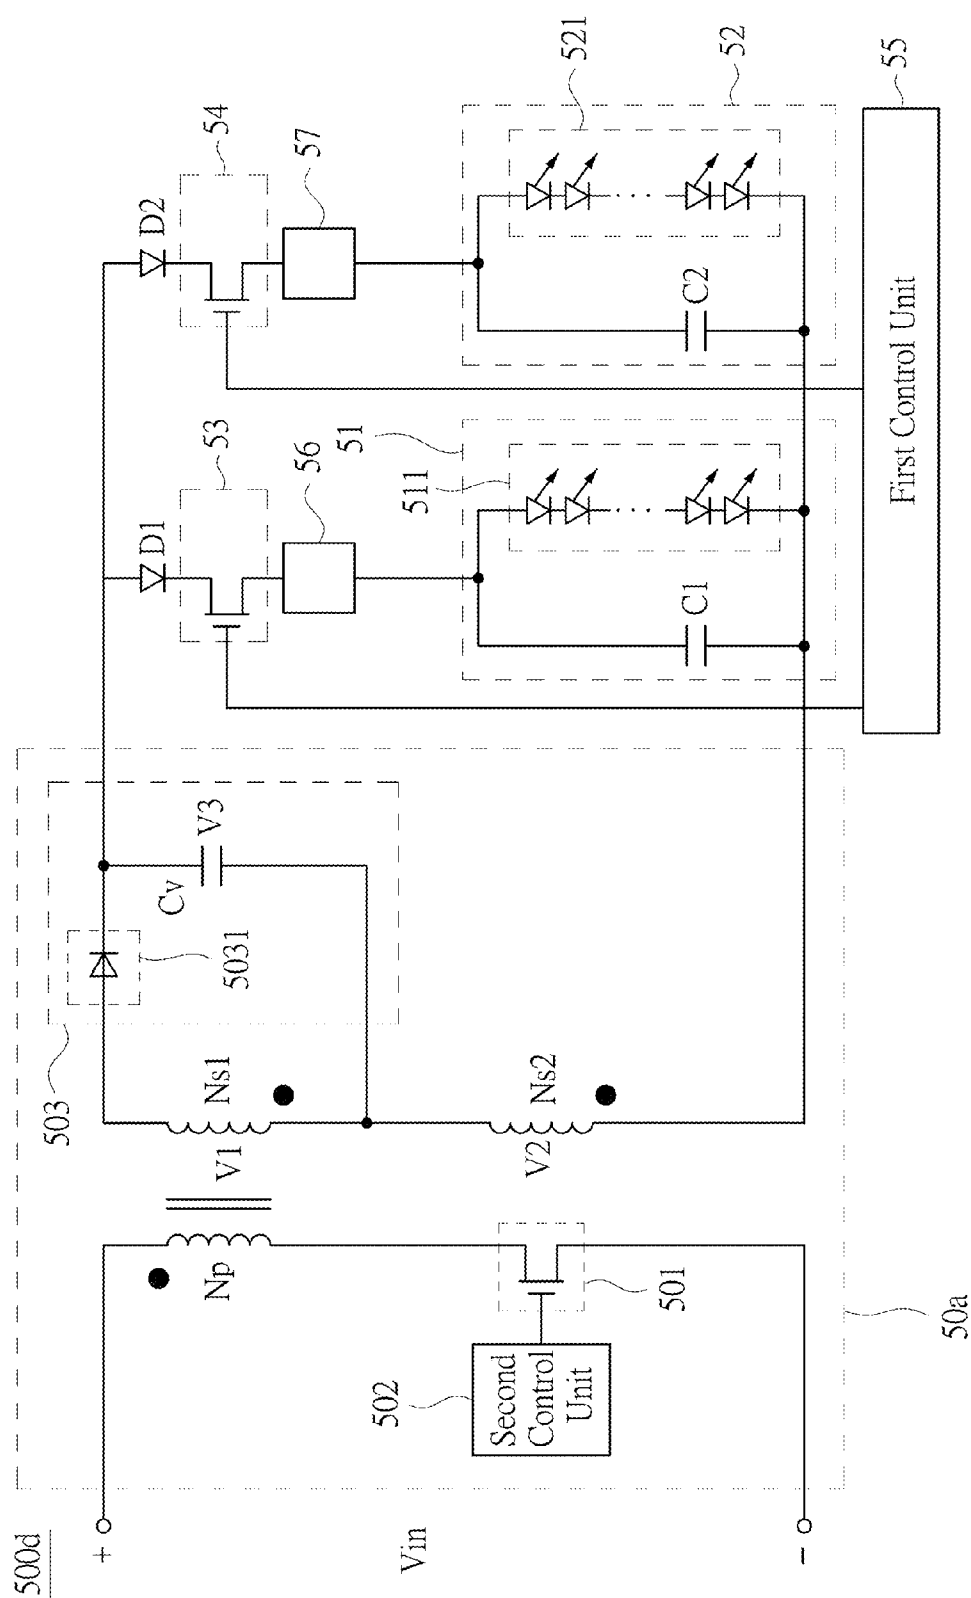 500d
+
Vin
−
50a
Np
501
502
Second
Control
Unit
503
V1
Ns1
V2
Ns2
5031
Cv
V3
D1
53
56
51
511
C1
D2
54
57
52
521
C2
First Control Unit
55